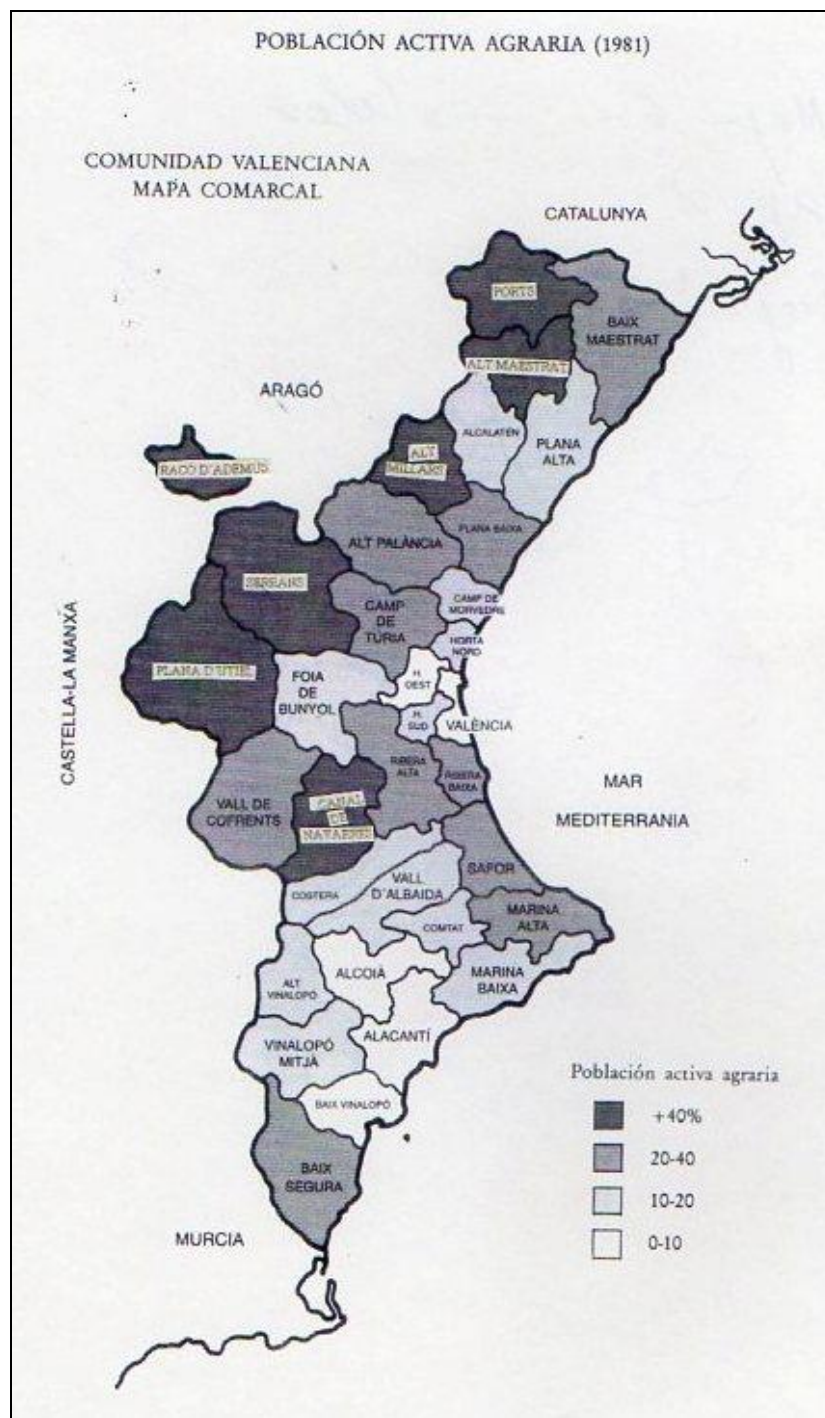 POBLACIÓN ACTIVA AGRARIA (1981)
COMUNIDAD VALENCIANA
MAPA COMARCAL
CATALUNYA
PORTS
BAIX
MAESTRAT
ALT MAESTRAT
ARAGÓ
ALCALATÉN
PLANA
ALTA
ALT
MILLARS
RACÓ D'ADEMUS
PLANA BAIXA
ALT PALÀNCIA
SERRANS
CAMP DE
MORVEDRE
CAMP
DE
TÚRIA
HORTA
NORD
CASTELLA-LA MANXA
PLANA D'UTIEL
FOIA
DE
BUNYOL
H.
OEST
H.
SUD
VALÈNCIA
RIBERA
ALTA
RIBERA
BAIXA
MAR
MEDITERRANIA
VALL DE
COFRENTS
CANAL
DE
NAVARRES
SAFOR
VALL
D'ALBAIDA
COSTERA
MARINA
ALTA
COMTAT
ALCOIÀ
MARINA
BAIXA
ALT
VINALOPÓ
ALACANTÍ
VINALOPÓ
MITJÀ
BAIX VINALOPÓ
BAIX
SEGURA
MURCIA
Población activa agraria
+40%
20-40
10-20
0-10